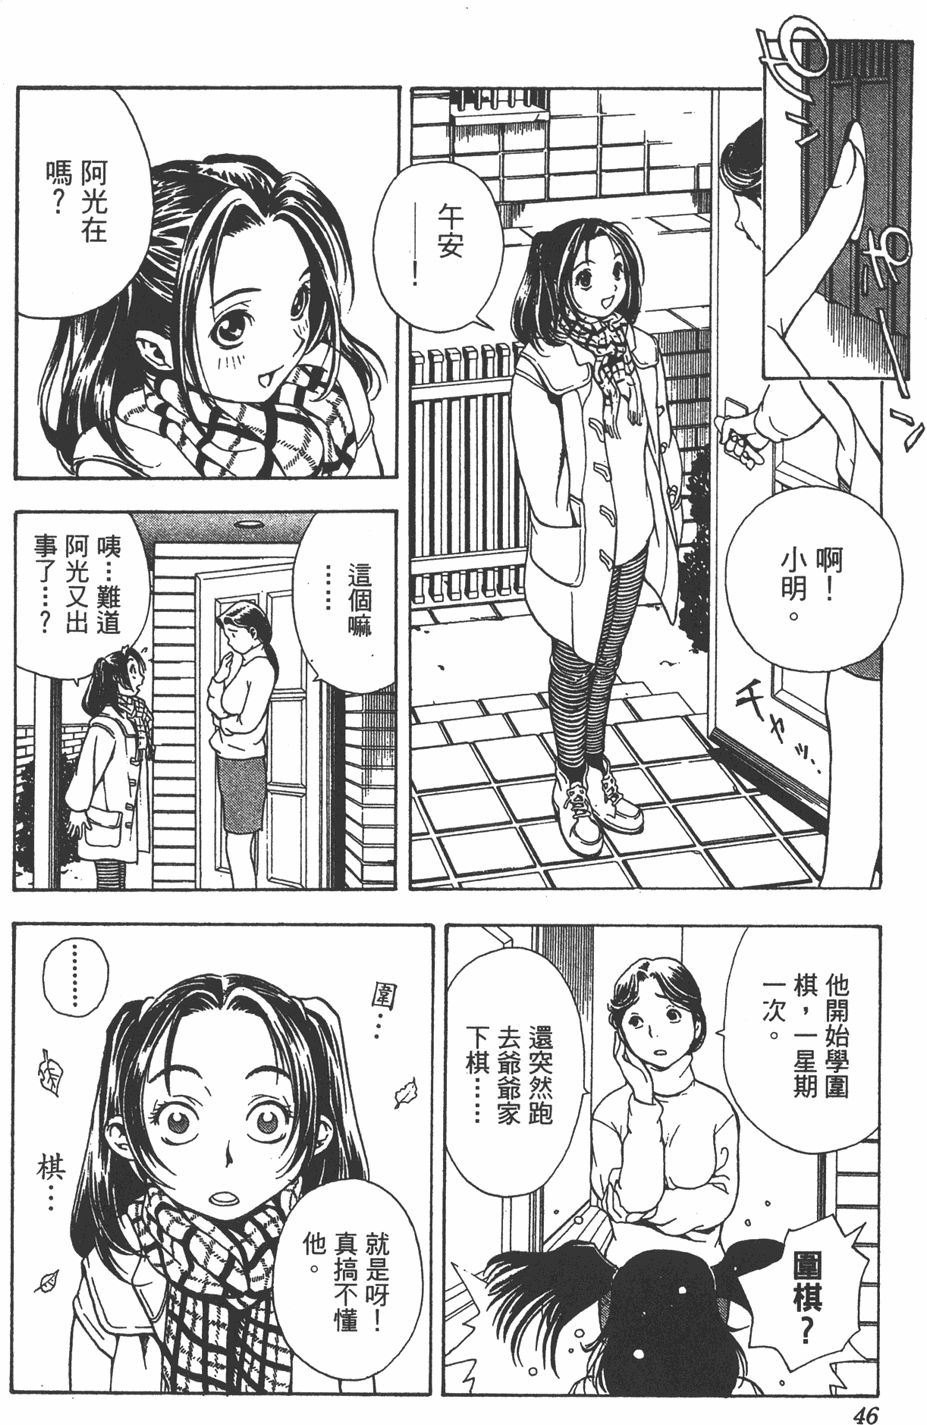 ピンポーン
啊！
小明。
チャッ…
午安
——！
阿光在
嗎？
這個嘛
……
咦…難道
阿光又出
事了…？
他開始學圍
棋，一星期
一次。
還突然跑
去爺爺家
下棋……
圍棋？
圍…
棋…
………
就是呀！
真搞不懂
他。
46